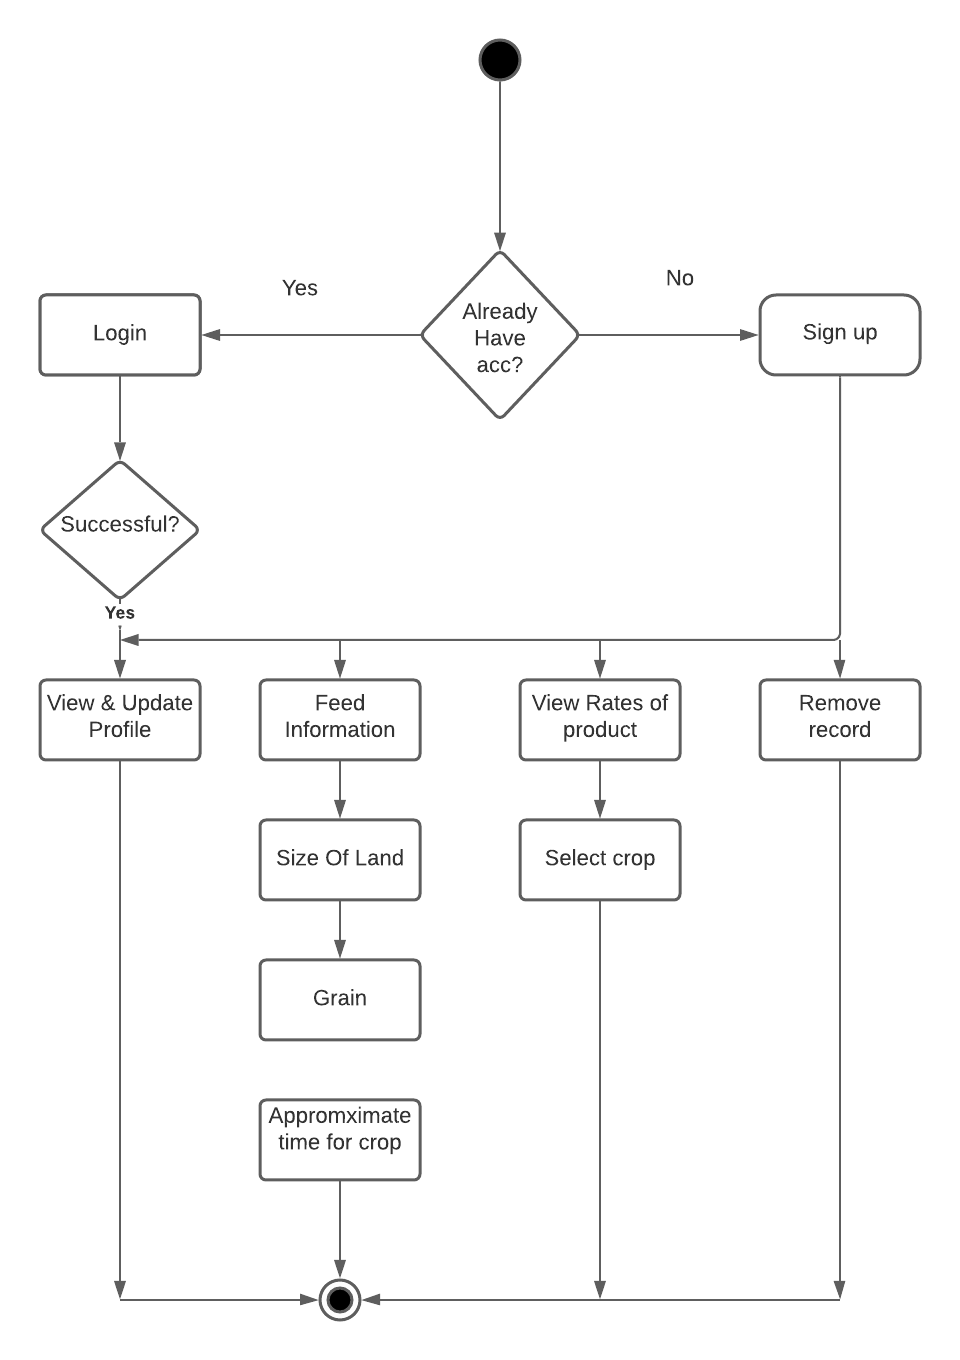 Yes
No
Already
Have
acc?
Login
Sign up
Successful?
Yes
View & Update
Profile
Feed
Information
View Rates of
product
Remove
record
Size Of Land
Select crop
Grain
Appromximate
time for crop